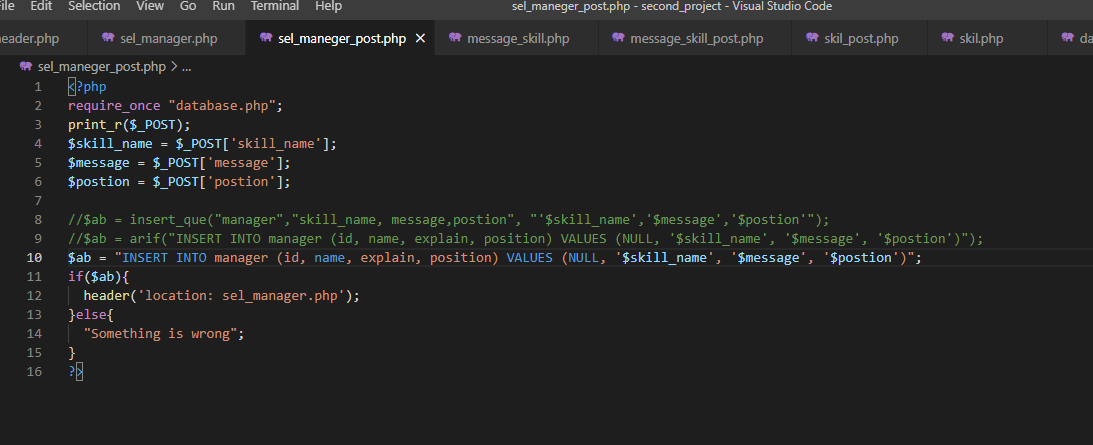 File Edit Selection View Go Run Terminal Help sel_maneger_post.php - second_project - Visual Studio Code
header.php sel_manager.php sel_maneger_post.php × message_skill.php message_skill_post.php skil_post.php skil.php da
sel_maneger_post.php > ...
1 <?php
2 require_once "database.php";
3 print_r($_POST);
4 $skill_name = $_POST['skill_name'];
5 $message = $_POST['message'];
6 $postion = $_POST['postion'];
7
8 //$ab = insert_que("manager","skill_name, message,postion", "'$skill_name','$message','$postion'");
9 //$ab = arif("INSERT INTO manager (id, name, explain, position) VALUES (NULL, '$skill_name', '$message', '$postion')");
10 $ab = "INSERT INTO manager (id, name, explain, position) VALUES (NULL, '$skill_name', '$message', '$postion')";
11 if($ab){
12 header('location: sel_manager.php');
13 }else{
14 "Something is wrong";
15 }
16 ?>